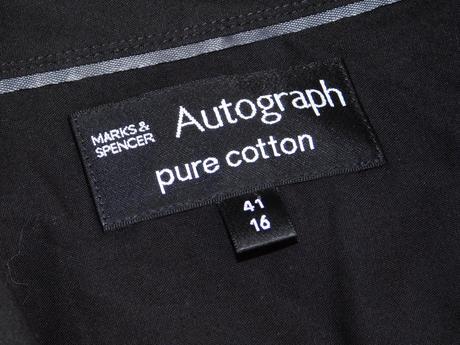 MARKS &
SPENCER
Autograph
pure cotton
41
16